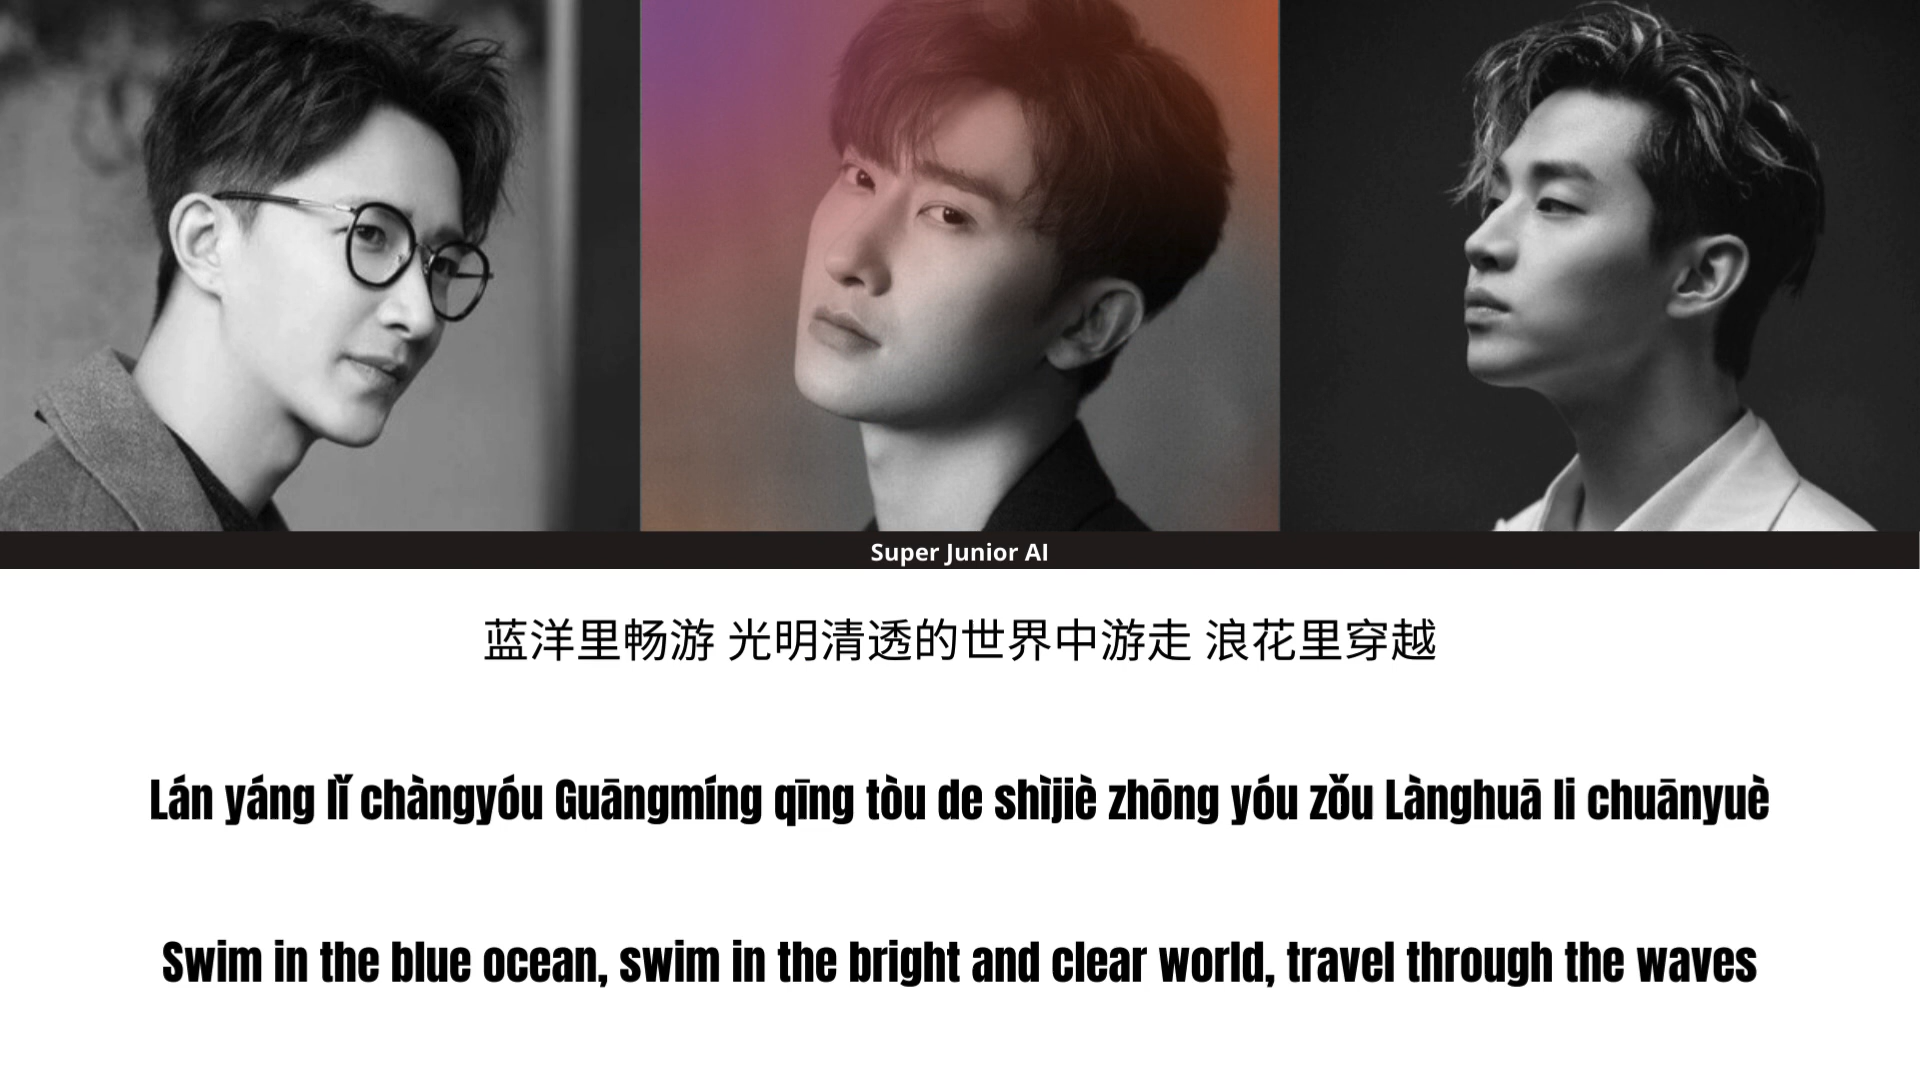 Super Junior AI
蓝洋里畅游 光明清透的世界中游走 浪花里穿越
Lán yáng lǐ chàngyóu Guāngmíng qīng tòu de shìjiè zhōng yóu zǒu Lànghuā li chuānyuè
Swim in the blue ocean, swim in the bright and clear world, travel through the waves